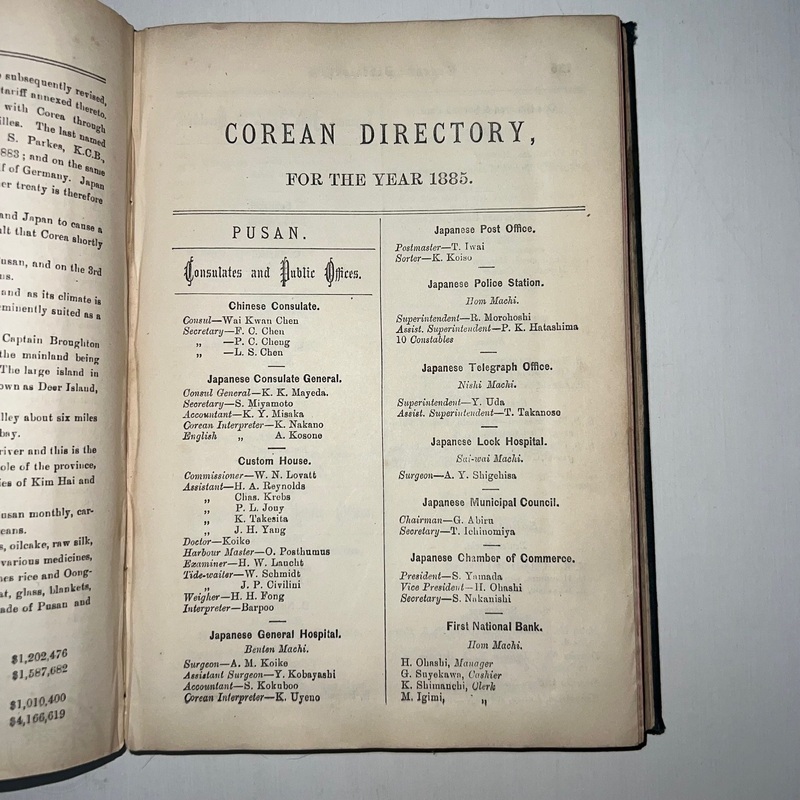 subsequently revised,
tariff annexed thereto.
with Corea through
illes. The last named
S. Parkes, K.C.B.,
883; and on the same
of Germany. Japan
er treaty is therefore
and Japan to cause a
ult that Corea shortly
usan, and on the 3rd
ns.
and as its climate is
minently suited as a
Captain Broughton
the mainland being
The large island in
own as Deer Island,
lley about six miles
bay.
river and this is the
ole of the province,
ies of Kim Hai and
usan monthly, car-
eans.
s, oilcake, raw silk,
various medicines,
nes rice and Oong-
at, glass, blankets,
ade of Pusan and
$1,202,476
$1,587,682
$1,010,400
$4,166,619
COREAN DIRECTORY,
FOR THE YEAR 1885.
PUSAN.
Consulates and Public Offices.
Chinese Consulate.
Consul—Wai Kwan Chen
Secretary—F. C. Chen
„ —P. C. Cheng
„ —L. S. Chen
Japanese Consulate General.
Consul General—K. K. Mayeda.
Secretary—S. Miyamoto
Accountant—K. Y. Misaka
Corean Interpreter—K. Nakano
English „ A. Kosone
Custom House.
Commissioner—W. N. Lovatt
Assistant—H. A. Reynolds
„ Chas. Krebs
„ P. L. Jouy
„ K. Takesita
„ J. H. Yang
Doctor—Koike
Harbour Master—O. Posthumus
Examiner—H. W. Laucht
Tide-waiter—W. Schmidt
„ J. P. Civilini
Weigher—H. H. Fong
Interpreter—Barpoo
Japanese General Hospital.
Benten Machi.
Surgeon—A. M. Koike
Assistant Surgeon—Y. Kobayashi
Accountant—S. Kokuboo
Corean Interpreter—K. Uyeno
Japanese Post Office.
Postmaster—T. Iwai
Sorter—K. Koiso
Japanese Police Station.
Hom Machi.
Superintendent—R. Morohoshi
Assist. Superintendent—P. K. Hatashima
10 Constables
Japanese Telegraph Office.
Nishi Machi.
Superintendent—Y. Uda
Assist. Superintendent—T. Takanose
Japanese Lock Hospital.
Sai-wai Machi.
Surgeon—A. Y. Shigehisa
Japanese Municipal Council.
Chairman—G. Abiru
Secretary—T. Ichinomiya
Japanese Chamber of Commerce.
President—S. Yamada
Vice President—H. Ohashi
Secretary—S. Nakanishi
First National Bank.
Hom Machi.
H. Ohashi, Manager
G. Suyekawa, Cashier
K. Shimauchi, Clerk
M. Igimi, „